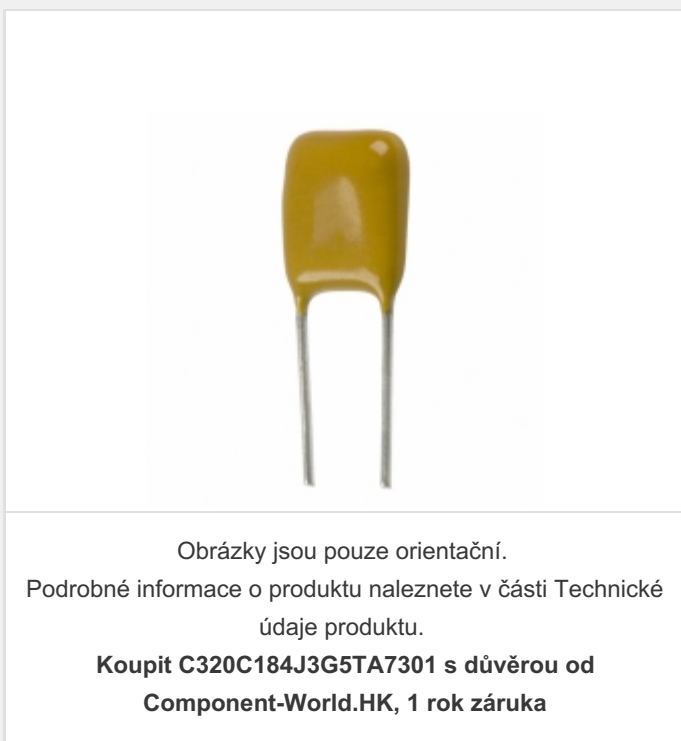 Obrázky jsou pouze orientační.
Podrobné informace o produktu naleznete v části Technické
údaje produktu.
Koupit C320C184J3G5TA7301 s důvěrou od
Component-World.HK, 1 rok záruka